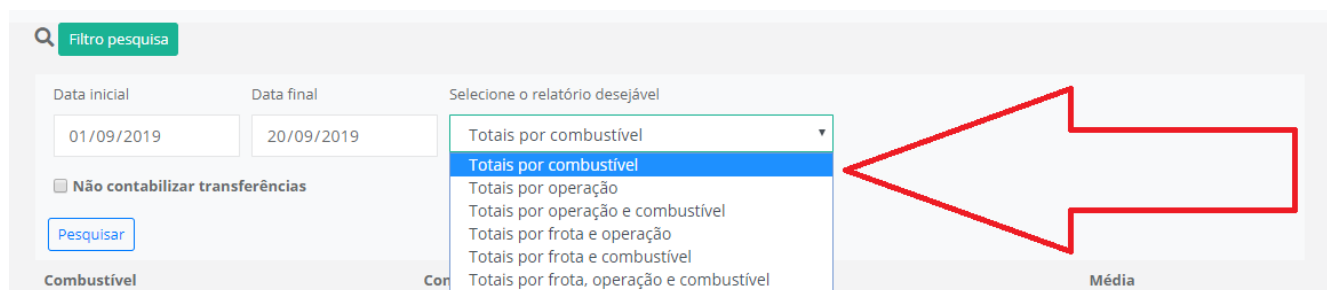 Filtro pesquisa
Data inicial Data final Selecione o relatório desejável
01/09/2019 20/09/2019 Totais por combustível
Totais por combustível
Não contabilizar transferências
Totais por operação
Totais por operação e combustível
Pesquisar
Totais por frota e operação
Totais por frota e combustível
Totais por frota, operação e combustível
Combustível Média